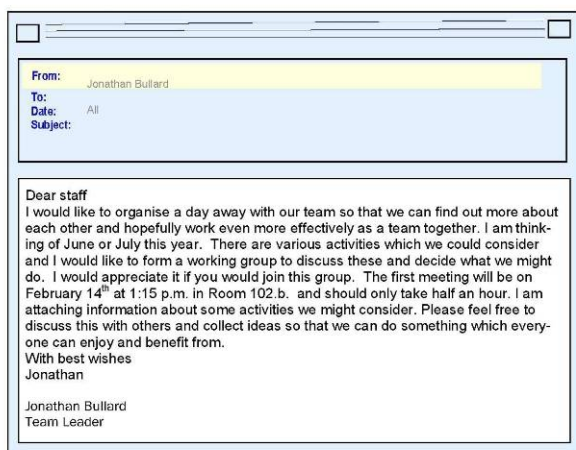 From:
Jonathan Bullard
To:
Date: All
Subject:
Dear staff
I would like to organise a day away with our team so that we can find out more about
each other and hopefully work even more effectively as a team together. I am think-
ing of June or July this year. There are various activities which we could consider
and I would like to form a working group to discuss these and decide what we might
do. I would appreciate it if you would join this group. The first meeting will be on
February 14th at 1:15 p.m. in Room 102.b. and should only take half an hour. I am
attaching information about some activities we might consider. Please feel free to
discuss this with others and collect ideas so that we can do something which every-
one can enjoy and benefit from.
With best wishes
Jonathan
Jonathan Bullard
Team Leader